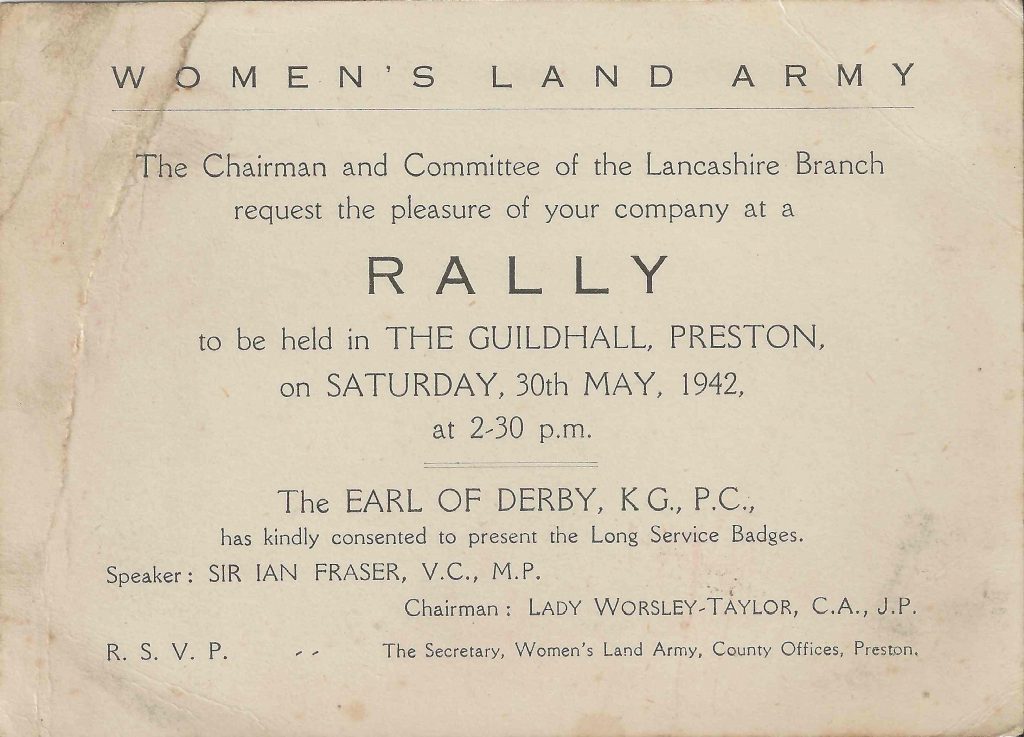 WOMEN'S LAND ARMY
The Chairman and Committee of the Lancashire Branch
request the pleasure of your company at a
RALLY
to be held in THE GUILDHALL, PRESTON,
on SATURDAY, 30th MAY, 1942,
at 2-30 p.m.
The EARL OF DERBY, K G., P.C.,
has kindly consented to present the Long Service Badges.
Speaker: SIR IAN FRASER, V.C., M.P.
Chairman: LADY WORSLEY-TAYLOR, C.A., J.P.
R. S. V. P. - - The Secretary, Women's Land Army, County Offices, Preston.